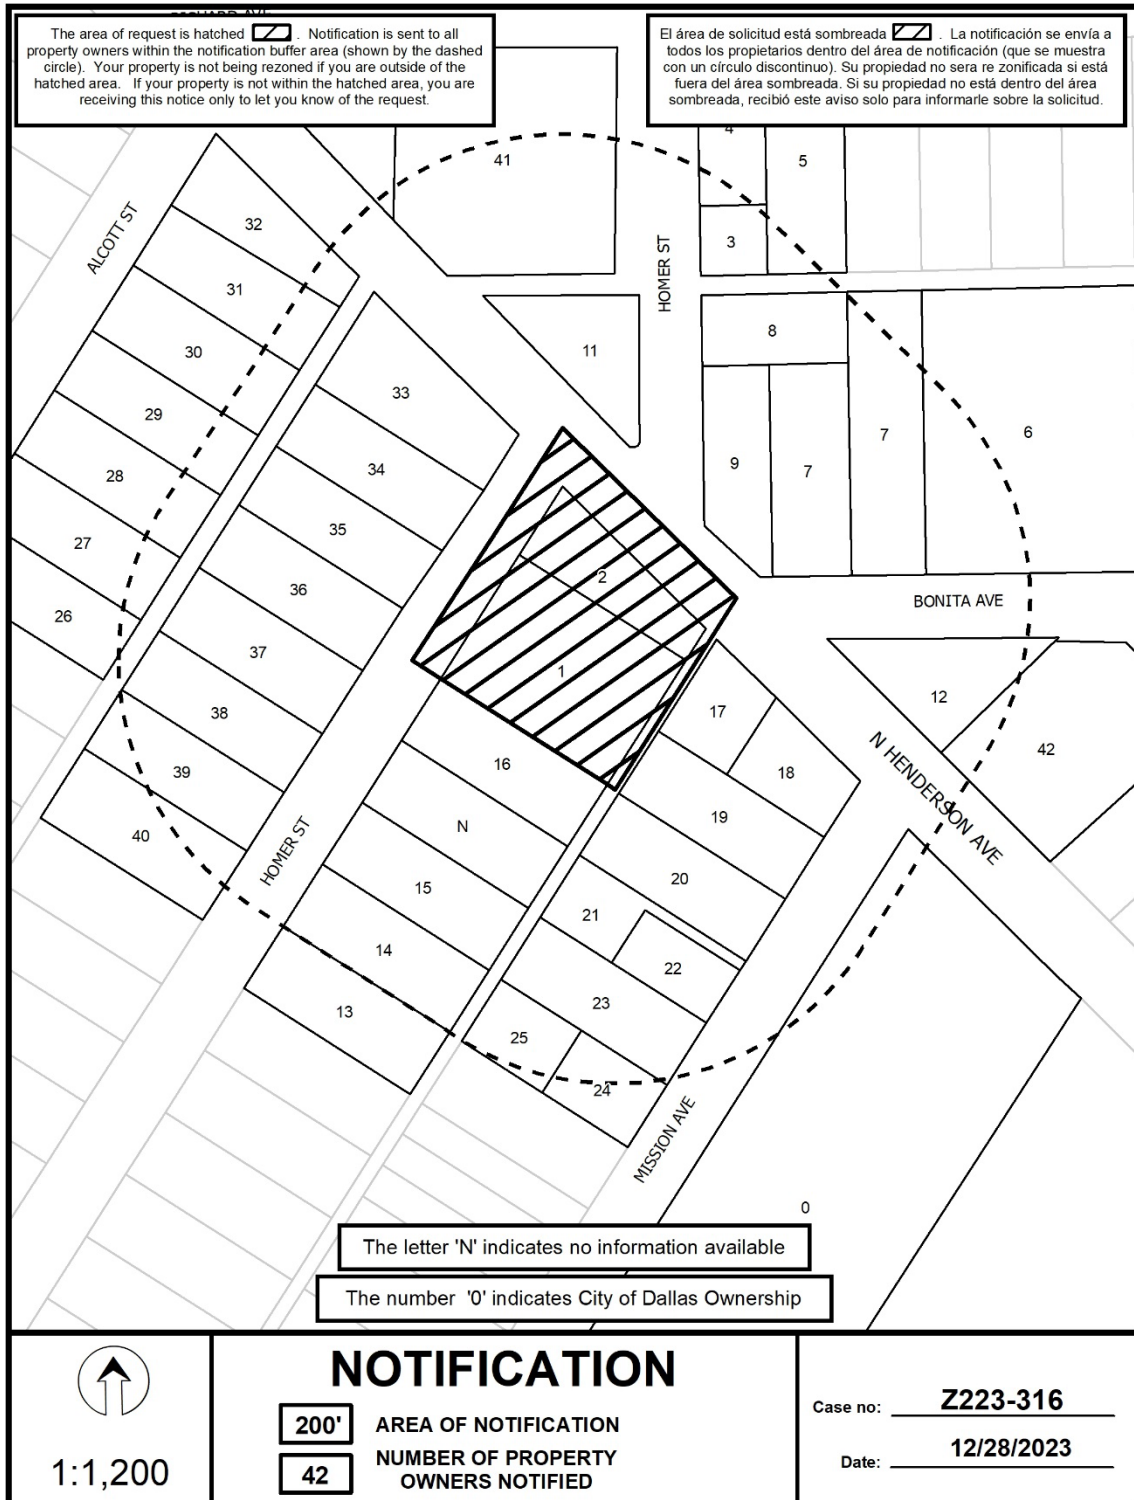 The area of request is hatched . Notification is sent to all
property owners within the notification buffer area (shown by the dashed
circle). Your property is not being rezoned if you are outside of the
hatched area. If your property is not within the hatched area, you are
receiving this notice only to let you know of the request.
El área de solicitud está sombreada . La notificación se envía a
todos los propietarios dentro del área de notificación (que se muestra
con un círculo discontinuo). Su propiedad no sera re zonificada si está
fuera del área sombreada. Si su propiedad no está dentro del área
sombreada, recibió este aviso solo para informarle sobre la solicitud.
4
41
5
32
3
ALCOTT ST
HOMER ST
31
8
11
30
33
29
6
7
9
34
7
28
35
27
2
36
BONITA AVE
26
37
1
12
38
17
42
16
39
18
N HENDERSON AVE
19
N
40
HOMER ST
20
15
21
14
22
23
13
25
24
MISSION AVE
0
The letter 'N' indicates no information available
The number '0' indicates City of Dallas Ownership
1:1,200
NOTIFICATION
200' AREA OF NOTIFICATION
42 NUMBER OF PROPERTY
OWNERS NOTIFIED
Case no: Z223-316
Date: 12/28/2023